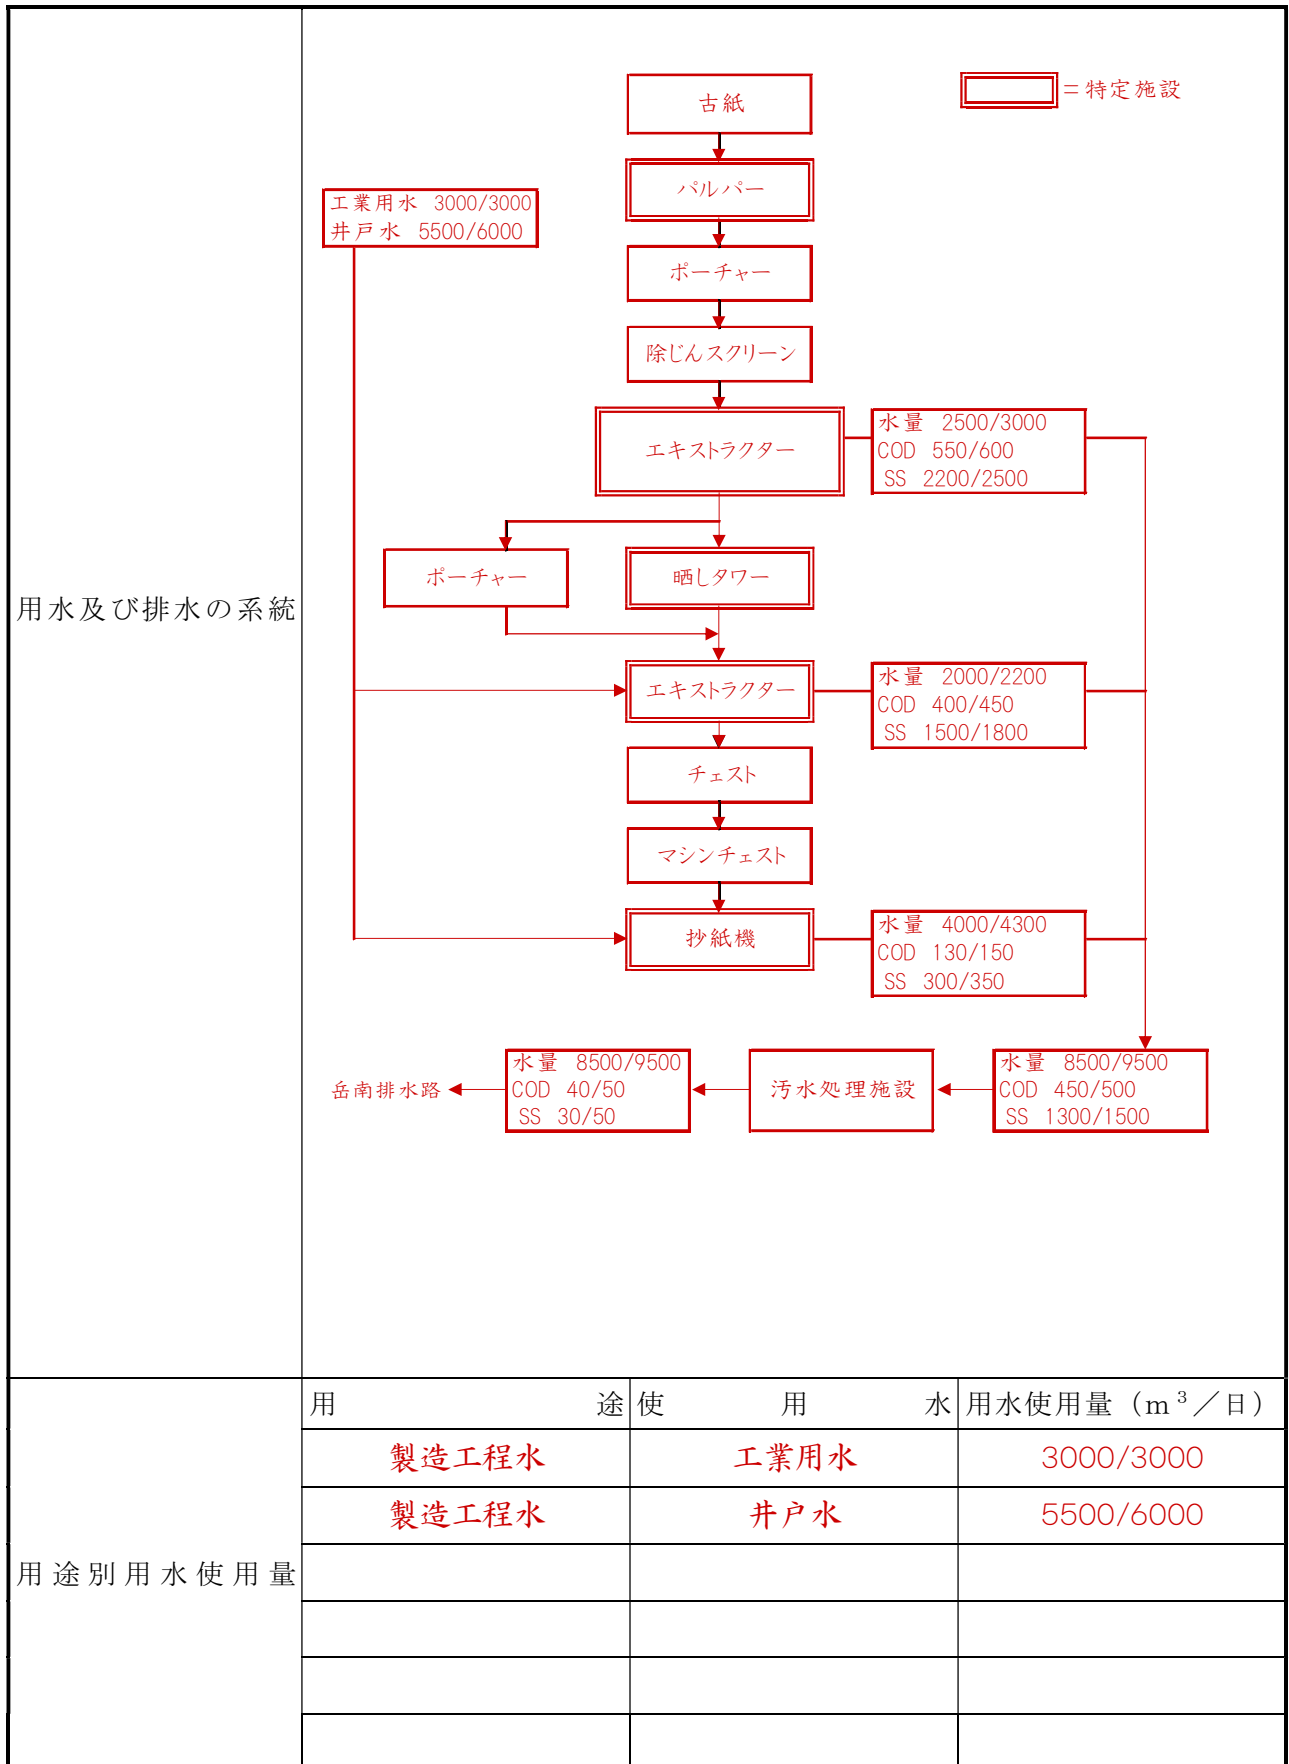 古紙
＝特定施設
パルパー
工業用水 3000/3000
井戸水 5500/6000
ポーチャー
除じんスクリーン
エキストラクター
水量 2500/3000
COD 550/600
SS 2200/2500
ポーチャー
晒しタワー
用水及び排水の系統
エキストラクター
水量 2000/2200
COD 400/450
SS 1500/1800
チェスト
マシンチェスト
抄紙機
水量 4000/4300
COD 130/150
SS 300/350
岳南排水路
水量 8500/9500
COD 40/50
SS 30/50
汚水処理施設
水量 8500/9500
COD 450/500
SS 1300/1500
用途 使用水 用水使用量（m³／日）
製造工程水 工業用水 3000/3000
製造工程水 井戸水 5500/6000
用途別用水使用量